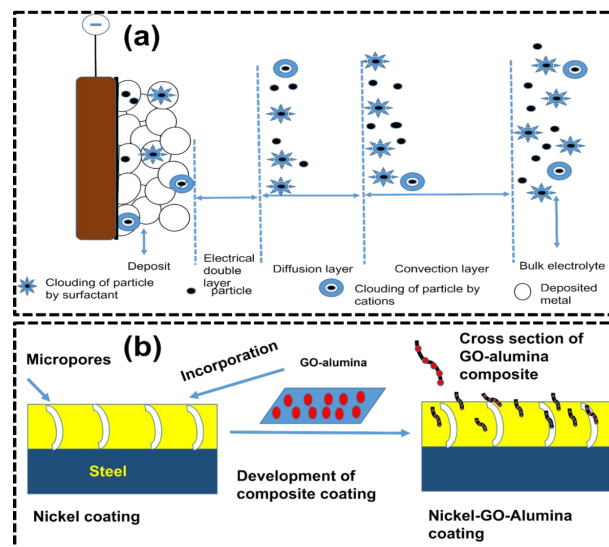 (a)
Deposit
Electrical
double
layer
Diffusion layer
Convection layer
Bulk electrolyte
Clouding of particle
by surfactant
particle
Clouding of particle by
cations
Deposited
metal
(b)
Micropores
Incorporation
GO-alumina
Cross section of
GO-alumina
composite
Steel
Development of
composite coating
Nickel coating
Nickel-GO-Alumina
coating